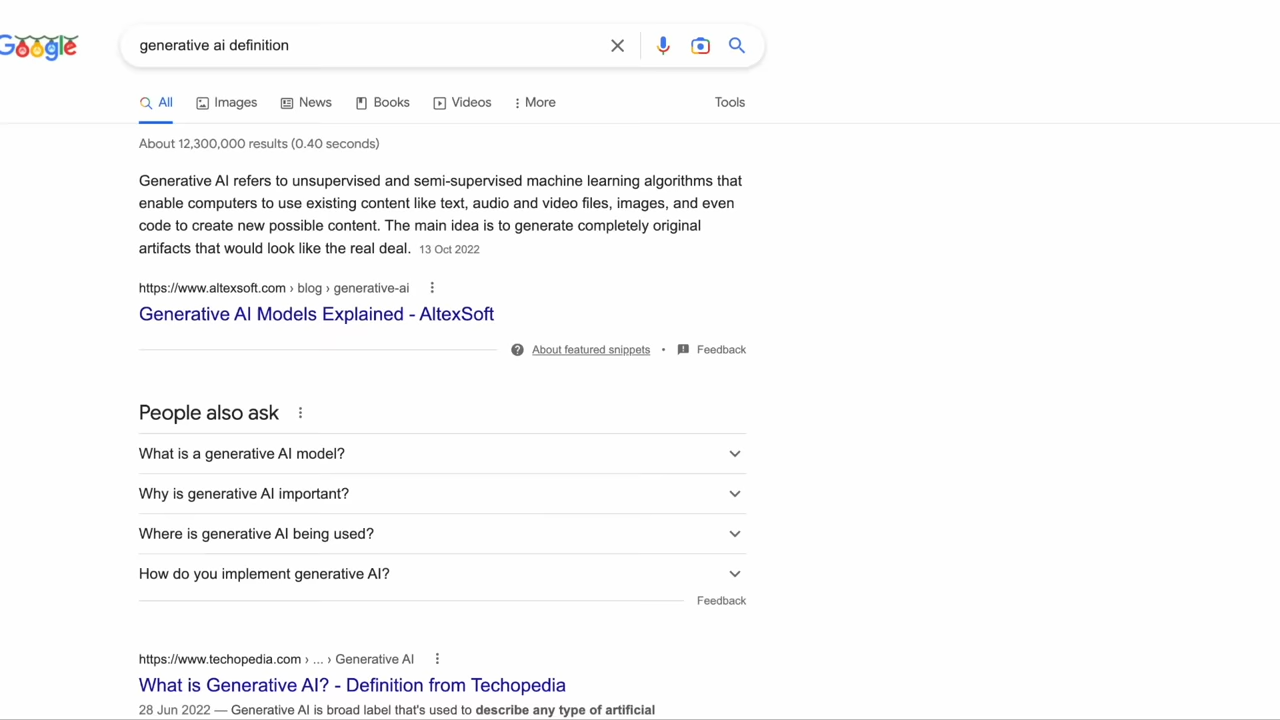 Google
generative ai definition
All Images News Books Videos More Tools
About 12,300,000 results (0.40 seconds)
Generative AI refers to unsupervised and semi-supervised machine learning algorithms that
enable computers to use existing content like text, audio and video files, images, and even
code to create new possible content. The main idea is to generate completely original
artifacts that would look like the real deal. 13 Oct 2022
https://www.altexsoft.com › blog › generative-ai
Generative AI Models Explained - AltexSoft
About featured snippets • Feedback
People also ask
What is a generative AI model?
Why is generative AI important?
Where is generative AI being used?
How do you implement generative AI?
Feedback
https://www.techopedia.com › ... › Generative AI
What is Generative AI? - Definition from Techopedia
28 Jun 2022 — Generative AI is broad label that's used to describe any type of artificial